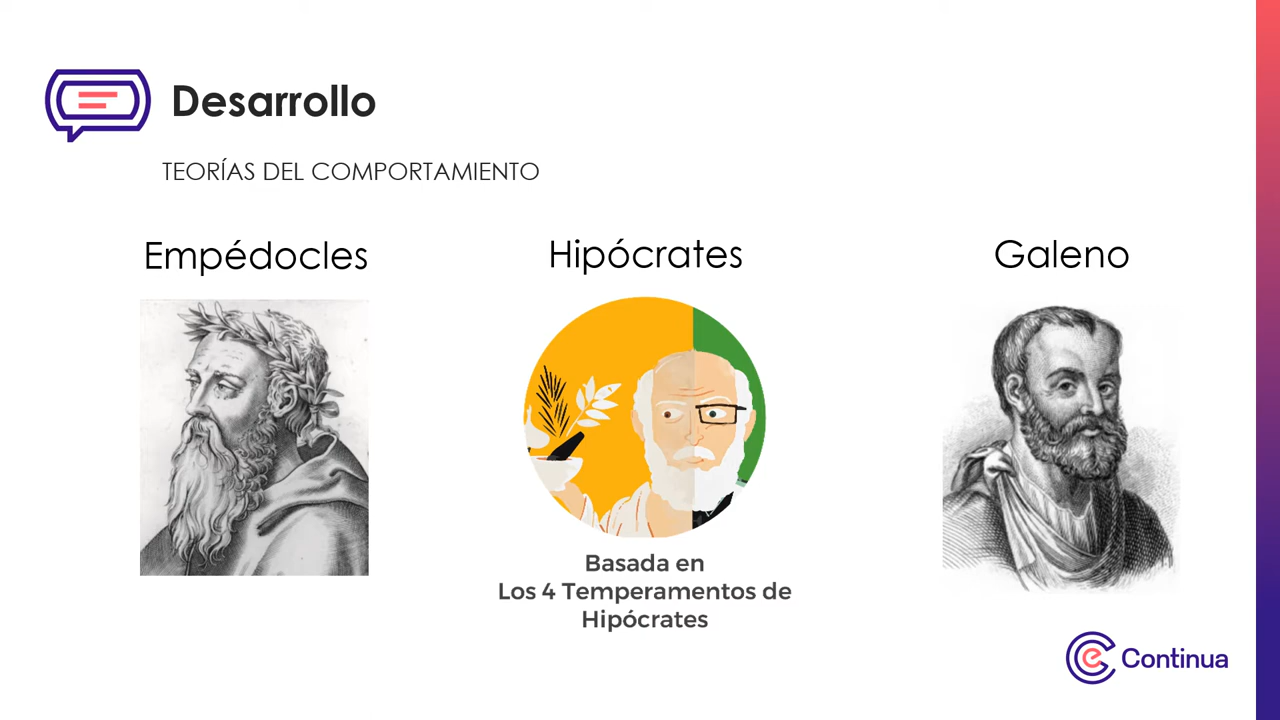 Desarrollo
TEORÍAS DEL COMPORTAMIENTO
Empédocles
Hipócrates
Galeno
Basada en
Los 4 Temperamentos de
Hipócrates
Continua